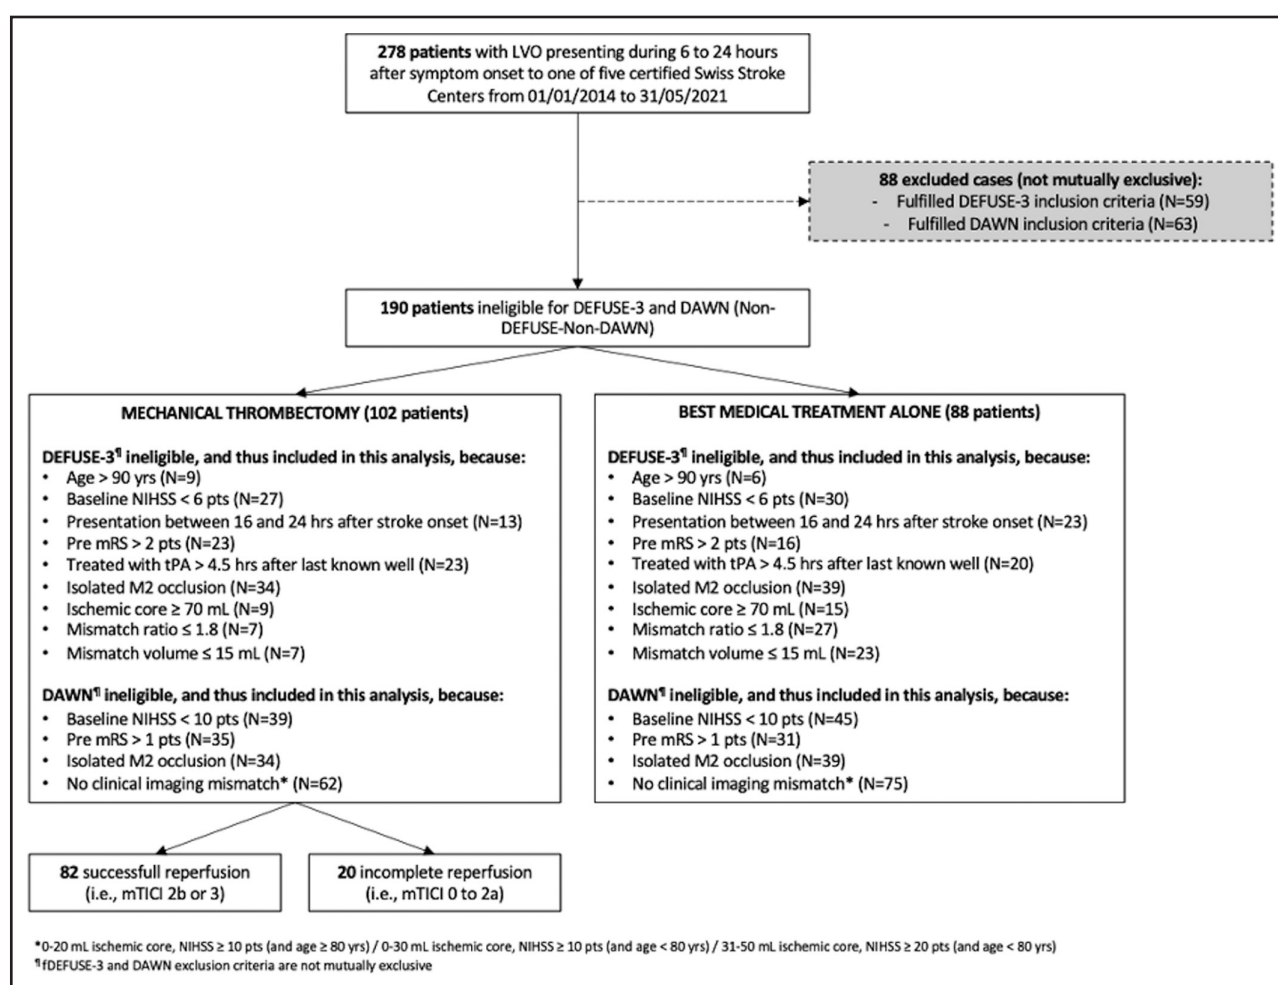 278 patients with LVO presenting during 6 to 24 hours
after symptom onset to one of five certified Swiss Stroke
Centers from 01/01/2014 to 31/05/2021
88 excluded cases (not mutually exclusive):
- Fulfilled DEFUSE-3 inclusion criteria (N=59)
- Fulfilled DAWN inclusion criteria (N=63)
190 patients ineligible for DEFUSE-3 and DAWN (Non-
DEFUSE-Non-DAWN)
MECHANICAL THROMBECTOMY (102 patients)
DEFUSE-3¶ ineligible, and thus included in this analysis, because:
• Age > 90 yrs (N=9)
• Baseline NIHSS < 6 pts (N=27)
• Presentation between 16 and 24 hrs after stroke onset (N=13)
• Pre mRS > 2 pts (N=23)
• Treated with tPA > 4.5 hrs after last known well (N=23)
• Isolated M2 occlusion (N=34)
• Ischemic core ≥ 70 mL (N=9)
• Mismatch ratio ≤ 1.8 (N=7)
• Mismatch volume ≤ 15 mL (N=7)
DAWN¶ ineligible, and thus included in this analysis, because:
• Baseline NIHSS < 10 pts (N=39)
• Pre mRS > 1 pts (N=35)
• Isolated M2 occlusion (N=34)
• No clinical imaging mismatch* (N=62)
BEST MEDICAL TREATMENT ALONE (88 patients)
DEFUSE-3¶ ineligible, and thus included in this analysis, because:
• Age > 90 yrs (N=6)
• Baseline NIHSS < 6 pts (N=30)
• Presentation between 16 and 24 hrs after stroke onset (N=23)
• Pre mRS > 2 pts (N=16)
• Treated with tPA > 4.5 hrs after last known well (N=20)
• Isolated M2 occlusion (N=39)
• Ischemic core ≥ 70 mL (N=15)
• Mismatch ratio ≤ 1.8 (N=27)
• Mismatch volume ≤ 15 mL (N=23)
DAWN¶ ineligible, and thus included in this analysis, because:
• Baseline NIHSS < 10 pts (N=45)
• Pre mRS > 1 pts (N=31)
• Isolated M2 occlusion (N=39)
• No clinical imaging mismatch* (N=75)
82 successfull reperfusion
(i.e., mTICI 2b or 3)
20 incomplete reperfusion
(i.e., mTICI 0 to 2a)
*0-20 mL ischemic core, NIHSS ≥ 10 pts (and age ≥ 80 yrs) / 0-30 mL ischemic core, NIHSS ≥ 10 pts (and age < 80 yrs) / 31-50 mL ischemic core, NIHSS ≥ 20 pts (and age < 80 yrs)
¶ fDEFUSE-3 and DAWN exclusion criteria are not mutually exclusive